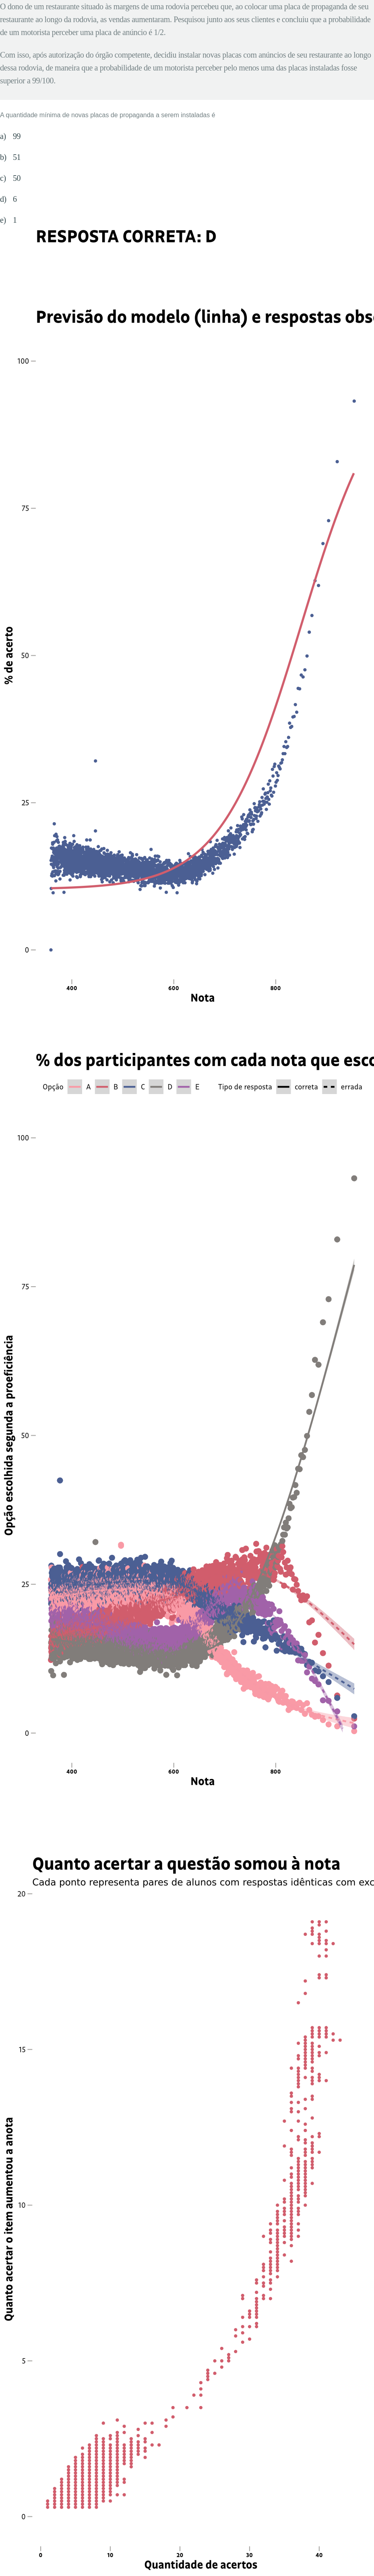 O dono de um restaurante situado às margens de uma rodovia percebeu que, ao colocar uma placa de propaganda de seu
restaurante ao longo da rodovia, as vendas aumentaram. Pesquisou junto aos seus clientes e concluiu que a probabilidade
de um motorista perceber uma placa de anúncio é 1/2.
Com isso, após autorização do órgão competente, decidiu instalar novas placas com anúncios de seu restaurante ao longo
dessa rodovia, de maneira que a probabilidade de um motorista perceber pelo menos uma das placas instaladas fosse
superior a 99/100.
A quantidade mínima de novas placas de propaganda a serem instaladas é
a) 99
b) 51
c) 50
d) 6
e) 1
RESPOSTA CORRETA: D
Previsão do modelo (linha) e respostas obs
100
75
50
25
0
% de acerto
400 600 800
Nota
% dos participantes com cada nota que esco
Opção A B C D E Tipo de resposta correta errada
100
75
50
25
0
Opção escolhida segunda a proeficiência
400 600 800
Nota
Quanto acertar a questão somou à nota
Cada ponto representa pares de alunos com respostas idênticas com exc
20
15
10
5
0
Quanto acertar o item aumentou a anota
0 10 20 30 40
Quantidade de acertos